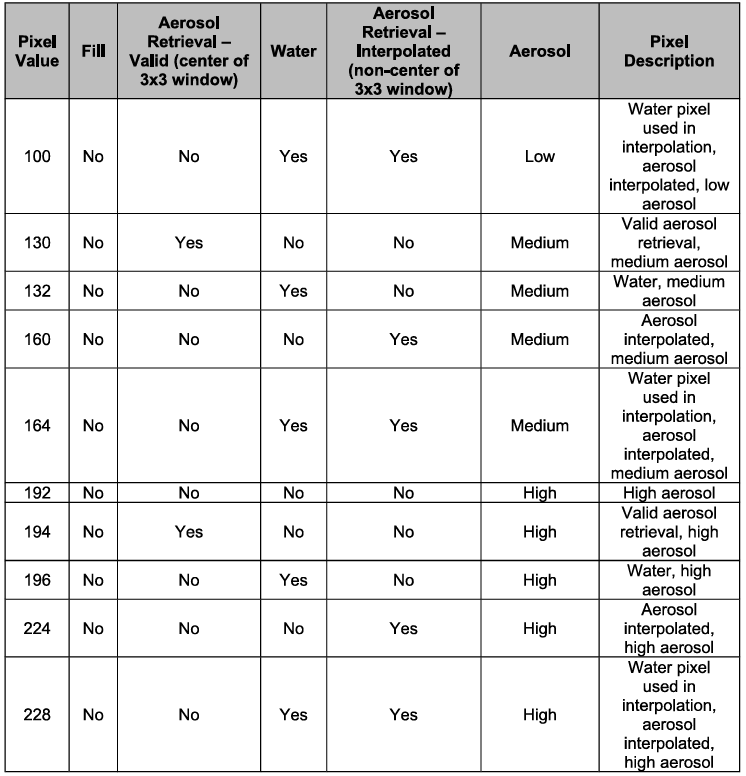 Pixel Value | Fill | Aerosol Retrieval – Valid (center of 3x3 window) | Water | Aerosol Retrieval – Interpolated (non-center of 3x3 window) | Aerosol | Pixel Description
100 | No | No | Yes | Yes | Low | Water pixel used in interpolation, aerosol interpolated, low aerosol
130 | No | Yes | No | No | Medium | Valid aerosol retrieval, medium aerosol
132 | No | No | Yes | No | Medium | Water, medium aerosol
160 | No | No | No | Yes | Medium | Aerosol interpolated, medium aerosol
164 | No | No | Yes | Yes | Medium | Water pixel used in interpolation, aerosol interpolated, medium aerosol
192 | No | No | No | No | High | High aerosol
194 | No | Yes | No | No | High | Valid aerosol retrieval, high aerosol
196 | No | No | Yes | No | High | Water, high aerosol
224 | No | No | No | Yes | High | Aerosol interpolated, high aerosol
228 | No | No | Yes | Yes | High | Water pixel used in interpolation, aerosol interpolated, high aerosol